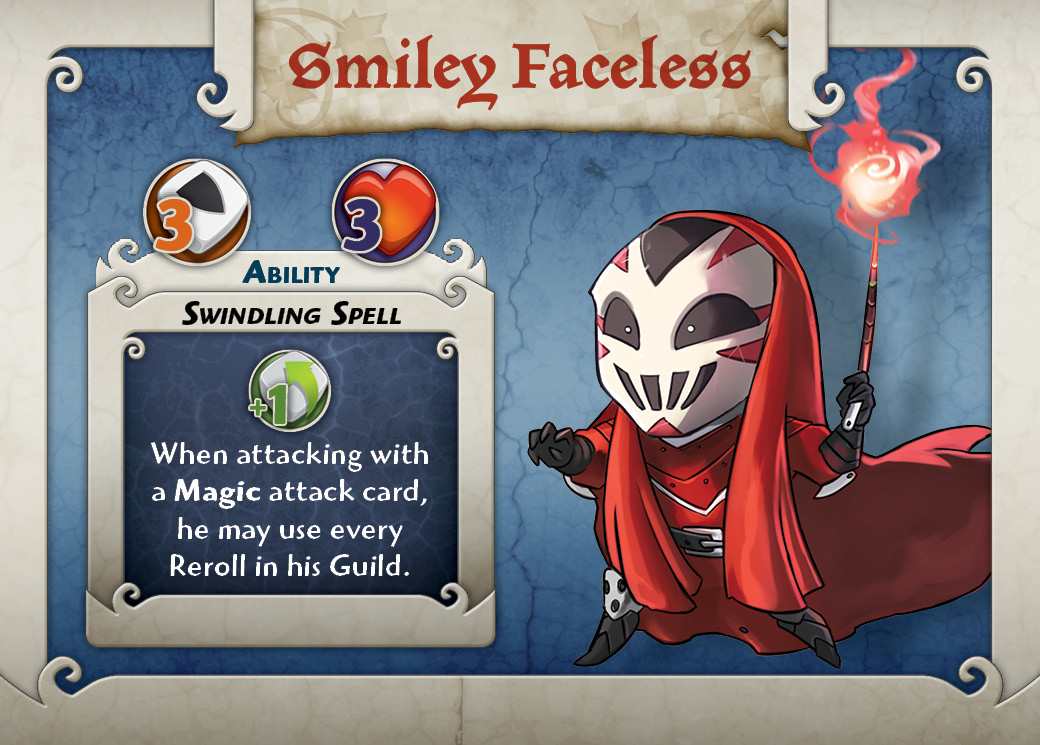 Smiley Faceless
3 3
Ability
Swindling Spell
+1
When attacking with
a Magic attack card,
he may use every
Reroll in his Guild.